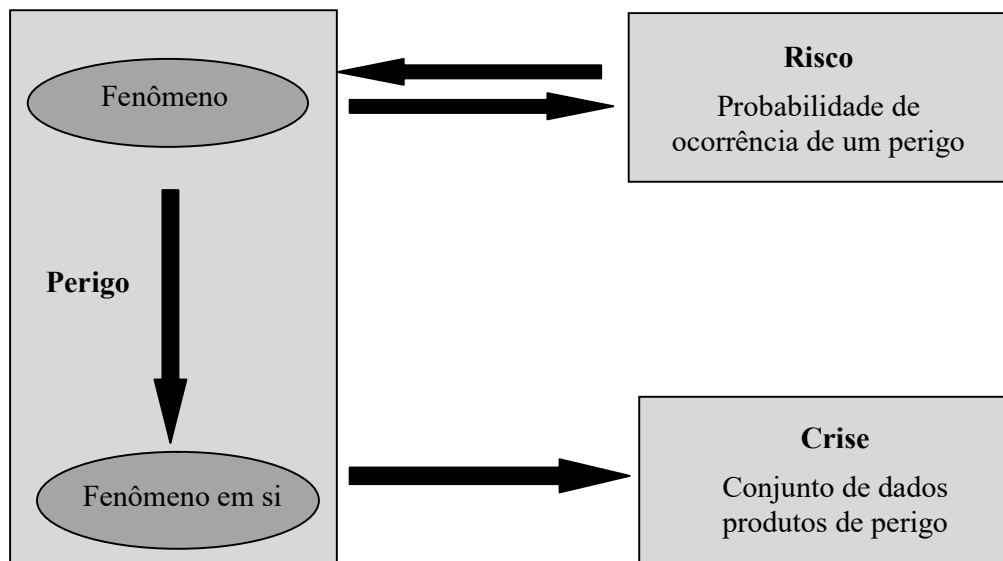 Fenômeno
Risco
Probabilidade de
ocorrência de um perigo
Perigo
Fenômeno em si
Crise
Conjunto de dados
produtos de perigo